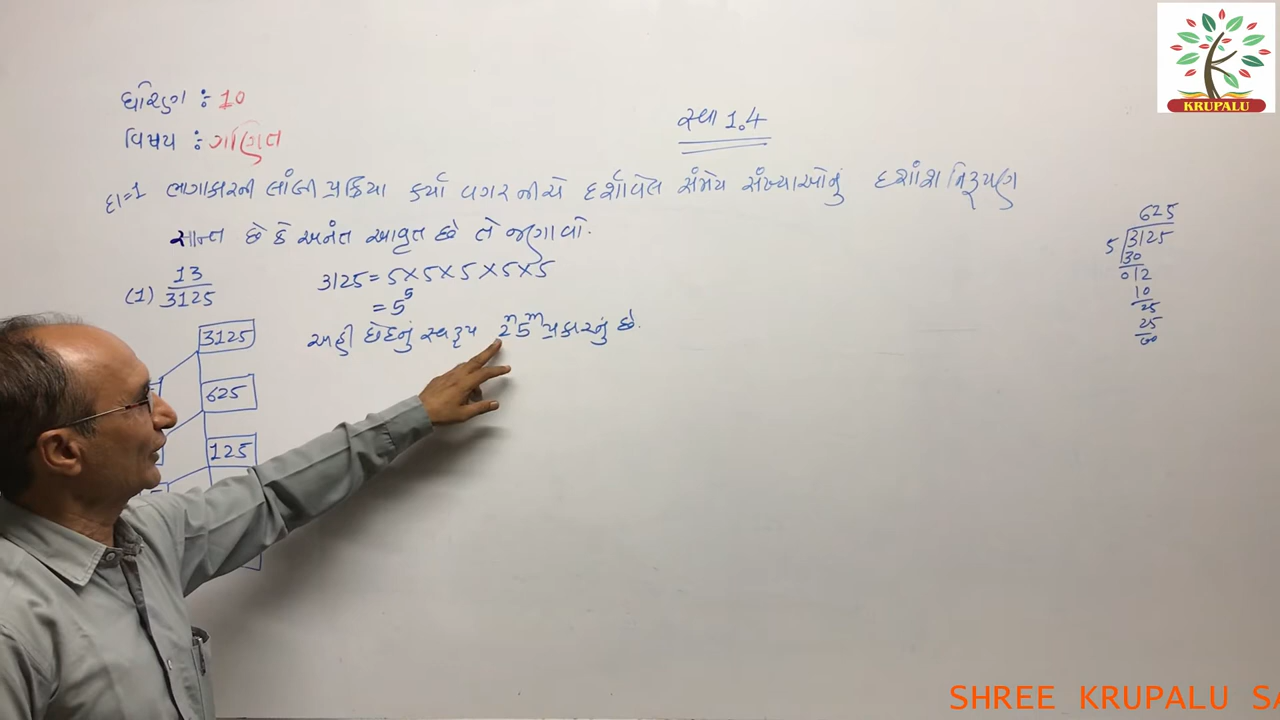 ધોરણ : 10
વિષય : ગણિત
સ્વા 1.4
દા=1 ભાગાકારની લાંબી પ્રક્રિયા કર્યા વગર નીચે દર્શાવેલ સંમેય સંખ્યાઓનું દશાંશ નિરૂપણ
સાન્ત છે કે અનંત આવૃત છે તે જણાવો.
(1) 13/3125
3125 = 5×5×5×5×5
= 5⁵
અહી છેદનું સ્વરૂપ 2ⁿ5ᵐ પ્રકારનું છે.
3125
625
125
625
5 3125
30
012
10
25
25
00
KRUPALU
SHREE KRUPALU SA